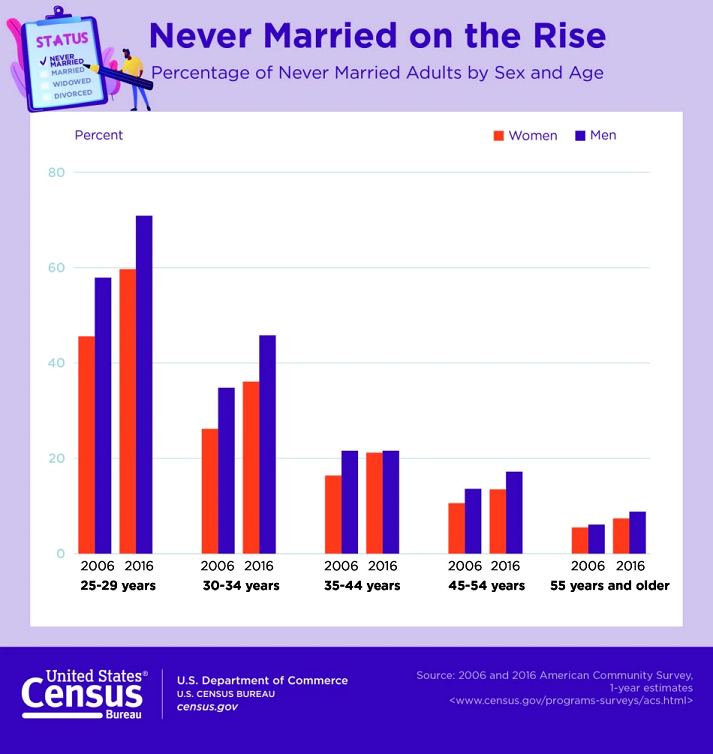 STATUS
NEVER
MARRIED
MARRIED
WIDOWED
DIVORCED
Never Married on the Rise
Percentage of Never Married Adults by Sex and Age
Percent
Women Men
80
60
40
20
0
2006 2016 2006 2016 2006 2016 2006 2016 2006 2016
25-29 years 30-34 years 35-44 years 45-54 years 55 years and older
United States®
Census
Bureau
U.S. Department of Commerce
U.S. CENSUS BUREAU
census.gov
Source: 2006 and 2016 American Community Survey,
1-year estimates
<www.census.gov/programs-surveys/acs.html>